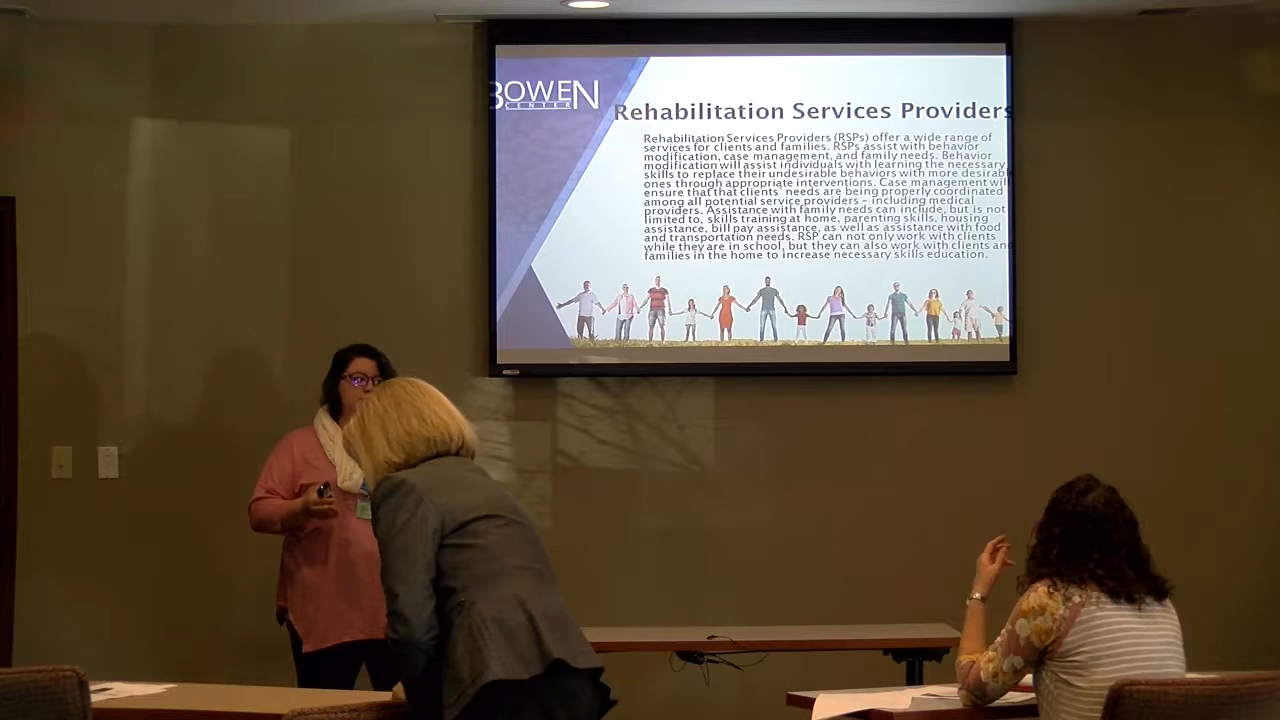 BOWEN
CENTER
Rehabilitation Services Providers
Rehabilitation Services Providers (RSPs) offer a wide range of
services for clients and families. RSPs assist with behavior
modification, case management, and family needs. Behavior
modification will assist individuals with learning the necessary
skills to replace their undesirable behaviors with more desirable
ones through appropriate interventions. Case management will
ensure that that clients' needs are being properly coordinated
among all potential service providers – including medical
providers. Assistance with family needs can include, but is not
limited to, skills training at home, parenting skills, housing
assistance, bill pay assistance, as well as assistance with food
and transportation needs. RSP can not only work with clients
while they are in school, but they can also work with clients and
families in the home to increase necessary skills education.